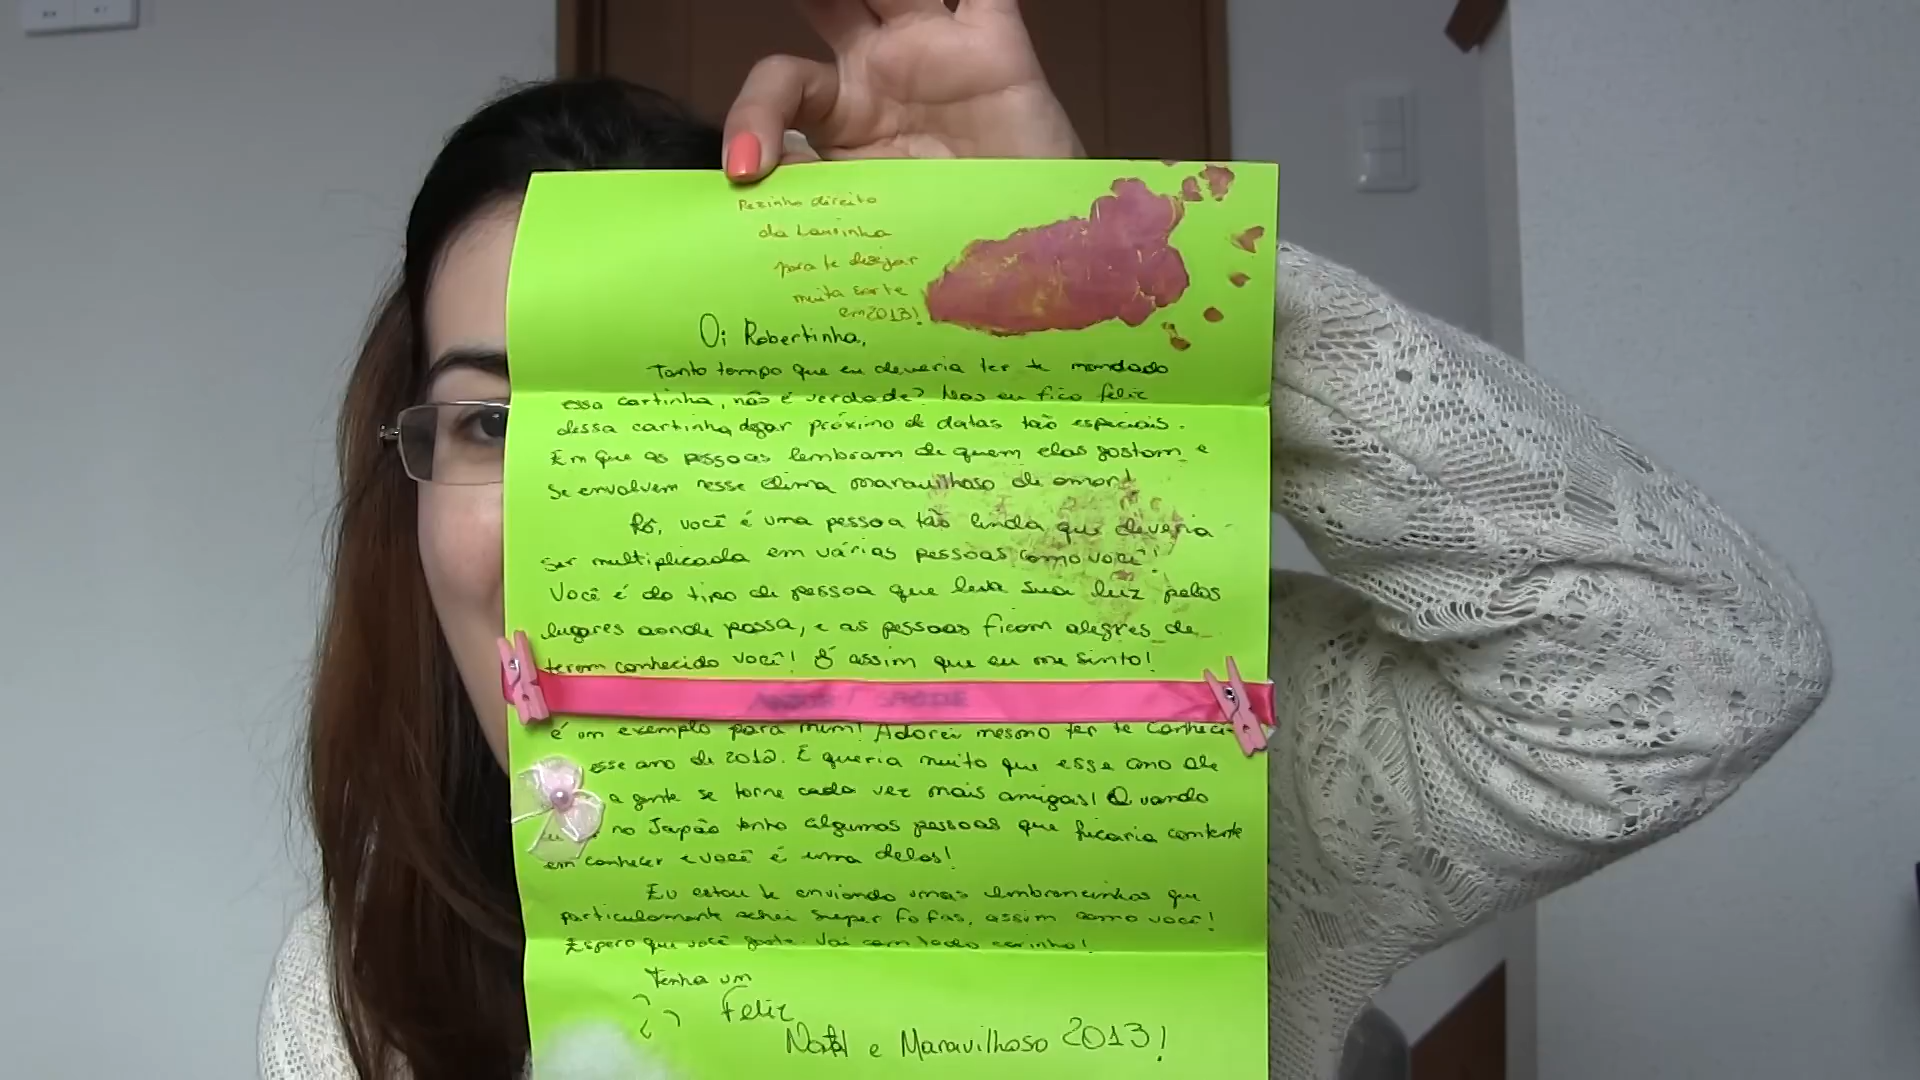 Pezinho direito
da Laurinha
para te desejar
muita sorte
em 2013!
Oi Robertinha,
Tanto tempo que eu deveria ter te mandado
essa cartinha, não é verdade? Mas eu fico feliz
dessa cartinha chegar próximo de datas tão especiais.
Em que as pessoas lembram de quem elas gostam e
se envolvem nesse clima maravilhoso de amor!
Rô, você é uma pessoa tão linda que deveria
ser multiplicada em várias pessoas como você!
Você é do tipo de pessoa que leva sua luz pelos
lugares aonde passa, e as pessoas ficam alegres de
terem conhecido você! É assim que eu me sinto!
é um exemplo para mim! Adorei mesmo ter te conheci-
esse ano de 2012. E queria muito que esse ano de
a gente se torne cada vez mais amigas! Quando
no Japão tenho algumas pessoas que ficaria contente
em conhecer e você é uma delas!
Eu estou te enviando umas lembrancinhas que
particularmente achei super fofas, assim como você!
Espero que você goste. Vai com todo carinho!
Tenha um
Feliz
Natal e Maravilhoso 2013!